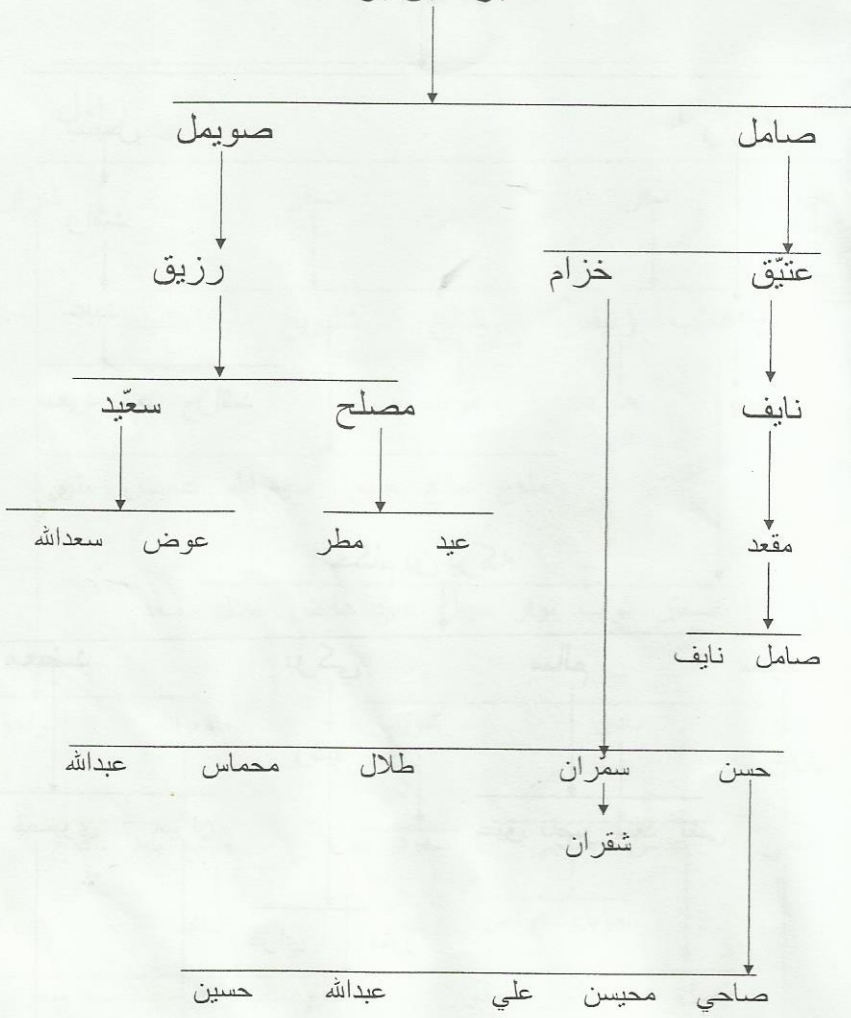 صامل صويمل
عتيّق خزام رزيق
نايف مصلح سعّيد
مقعد عيد مطر عوض سعدالله
صامل نايف
حسن سمران طلال محماس عبدالله
شقران
صاحي محيسن علي عبدالله حسين